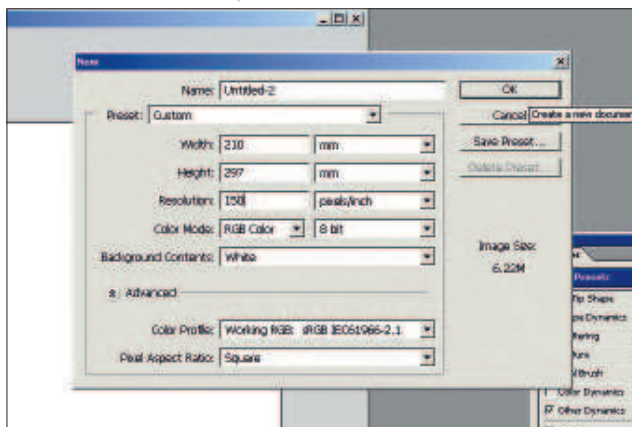 New
Name: Untitled-2
OK
Preset: Custom
Cancel
Create a new documen
Width: 210 mm
Save Preset...
Height: 297 mm
Delete Preset...
Resolution: 150 pixels/inch
Color Mode: RGB Color 8 bit
Image Size:
Background Contents: White
6.22M
Advanced
Presets
Tip Shape
Color Profile: Working RGB: sRGB IEC61966-2.1
pe Dynamics
Pixel Aspect Ratio: Square
Brush
Color Dynamics
Other Dynamics